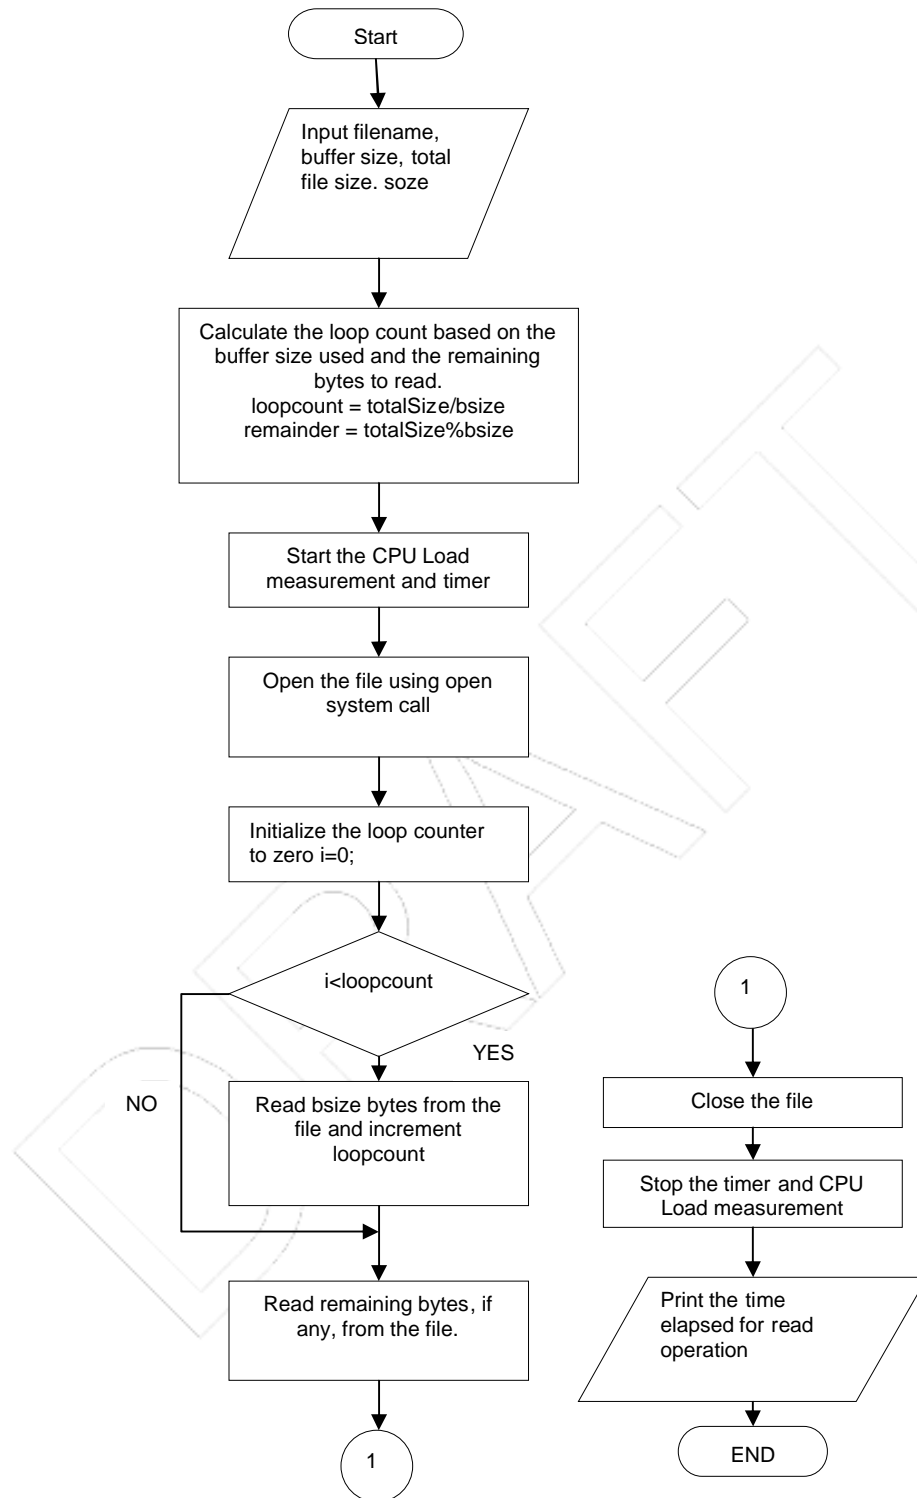 Start
Input filename,
buffer size, total
file size. soze
Calculate the loop count based on the
buffer size used and the remaining
bytes to read.
loopcount = totalSize/bsize
remainder = totalSize%bsize
Start the CPU Load
measurement and timer
Open the file using open
system call
Initialize the loop counter
to zero i=0;
i<loopcount
YES
NO
Read bsize bytes from the
file and increment
loopcount
Read remaining bytes, if
any, from the file.
1
1
Close the file
Stop the timer and CPU
Load measurement
Print the time
elapsed for read
operation
END
DRAFT